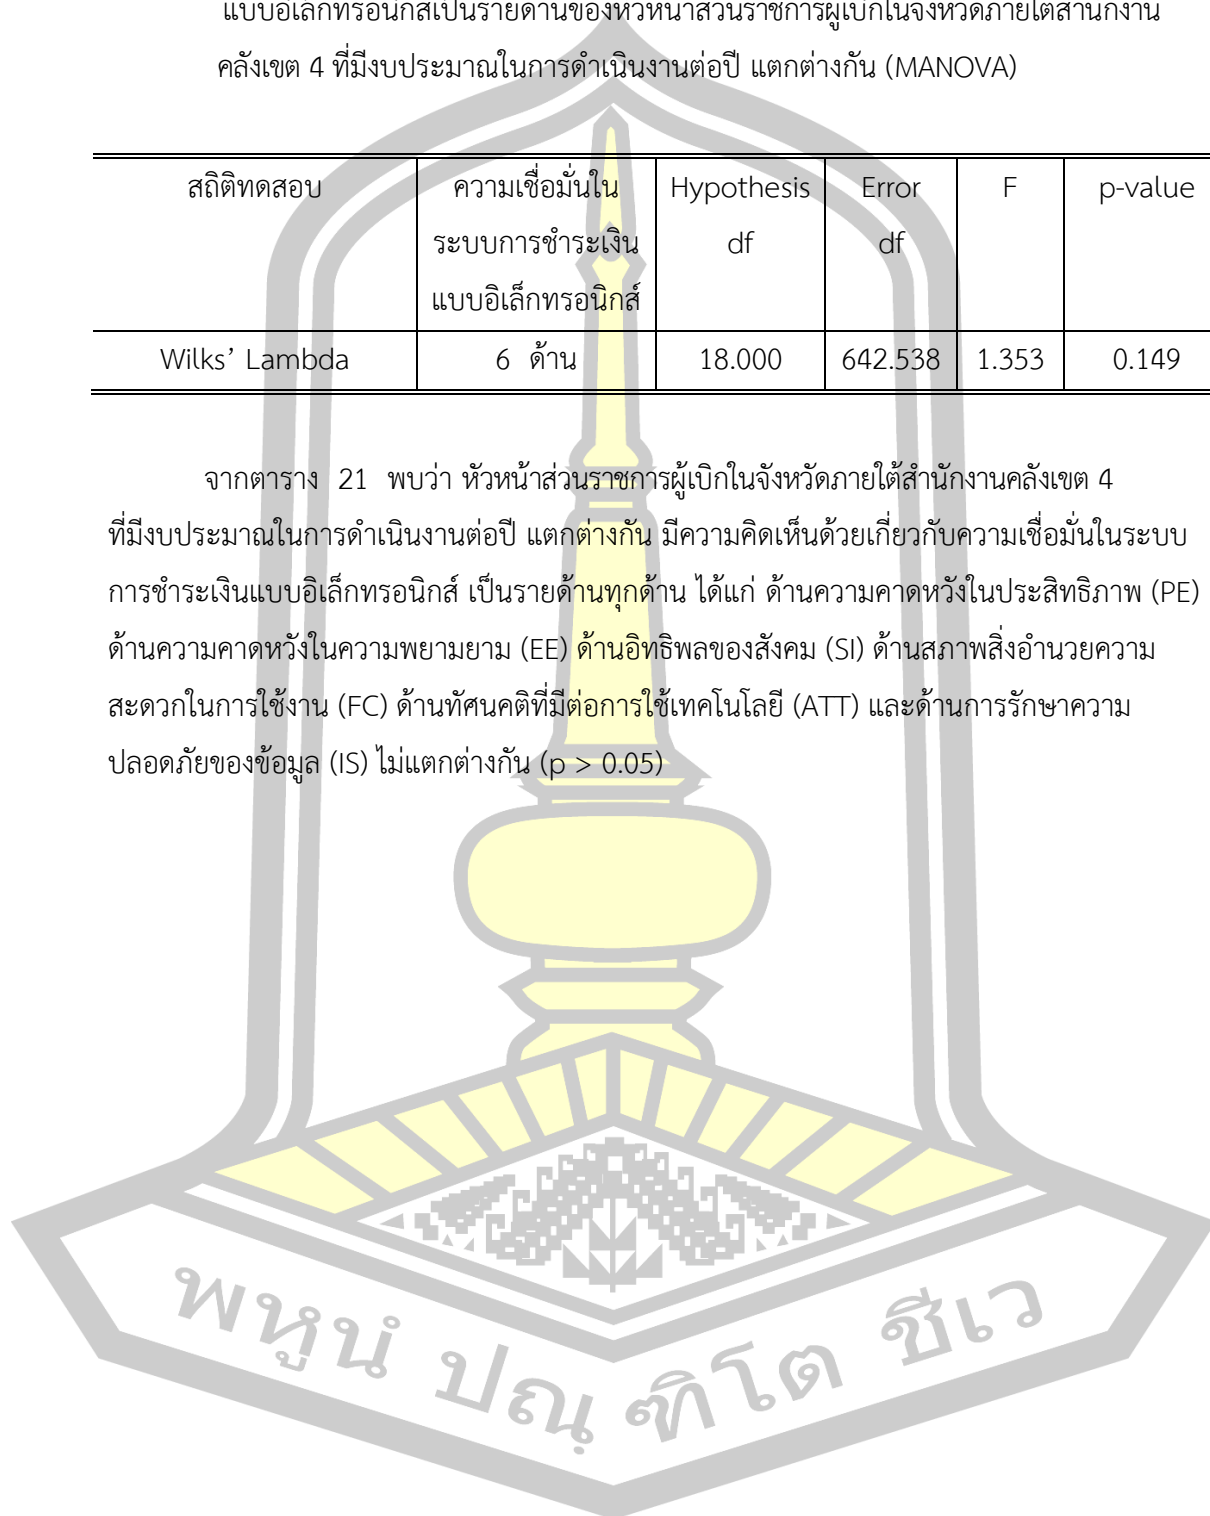 แบบอิเล็กทรอนิกส์เป็นรายด้านของหัวหน้าส่วนราชการผู้เบิกในจังหวัดภายใต้สำนักงาน
คลังเขต 4 ที่มีงบประมาณในการดำเนินงานต่อปี แตกต่างกัน (MANOVA)
สถิติทดสอบ ความเชื่อมั่นใน Hypothesis Error F p-value
ระบบการชำระเงิน df df
แบบอิเล็กทรอนิกส์
Wilks’ Lambda 6 ด้าน 18.000 642.538 1.353 0.149
จากตาราง 21 พบว่า หัวหน้าส่วนราชการผู้เบิกในจังหวัดภายใต้สำนักงานคลังเขต 4
ที่มีงบประมาณในการดำเนินงานต่อปี แตกต่างกัน มีความคิดเห็นด้วยเกี่ยวกับความเชื่อมั่นในระบบ
การชำระเงินแบบอิเล็กทรอนิกส์ เป็นรายด้านทุกด้าน ได้แก่ ด้านความคาดหวังในประสิทธิภาพ (PE)
ด้านความคาดหวังในความพยามยาม (EE) ด้านอิทธิพลของสังคม (SI) ด้านสภาพสิ่งอำนวยความ
สะดวกในการใช้งาน (FC) ด้านทัศนคติที่มีต่อการใช้เทคโนโลยี (ATT) และด้านการรักษาความ
ปลอดภัยของข้อมูล (IS) ไม่แตกต่างกัน (p > 0.05)
พหูนํ ปณฺฑิโต ชีเว